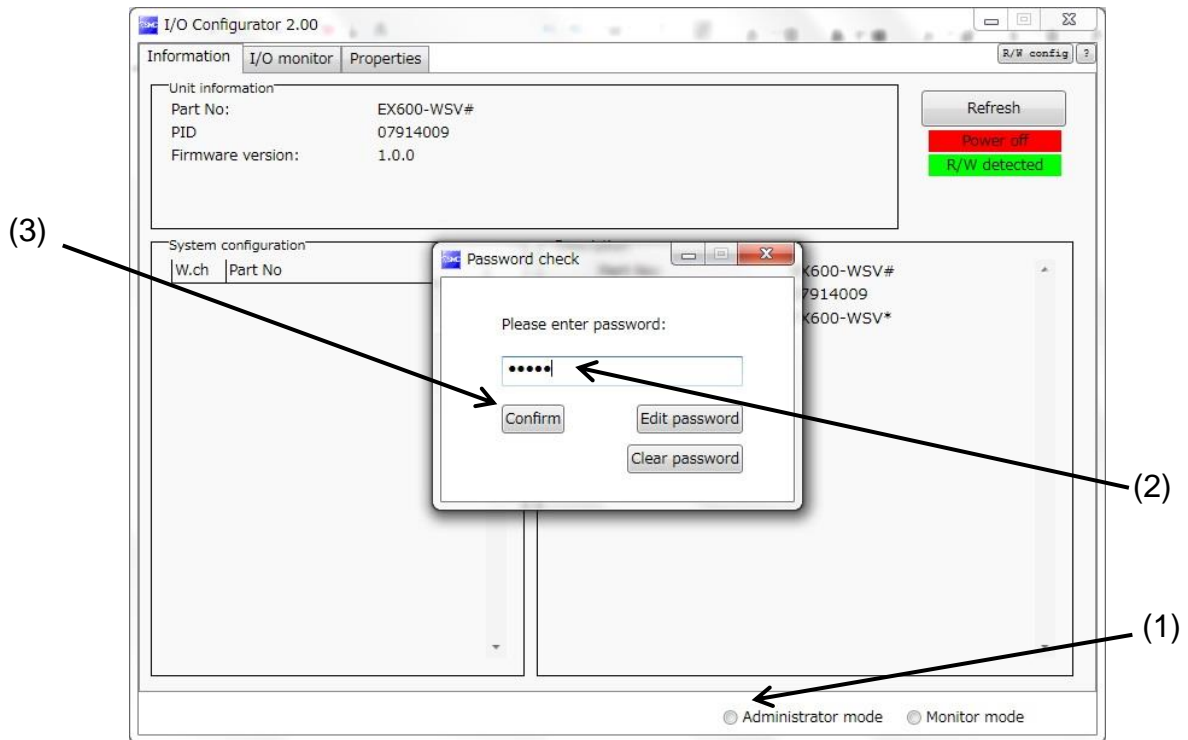 I/O Configurator 2.00
Information I/O monitor Properties R/W config ?
Unit information
Part No: EX600-WSV#
PID 07914009
Firmware version: 1.0.0
Refresh
Power off
R/W detected
(3)
System configuration
W.ch Part No
Password check
Please enter password:
•••••
Confirm Edit password
Clear password
X600-WSV#
7914009
X600-WSV*
(2)
(1)
Administrator mode Monitor mode